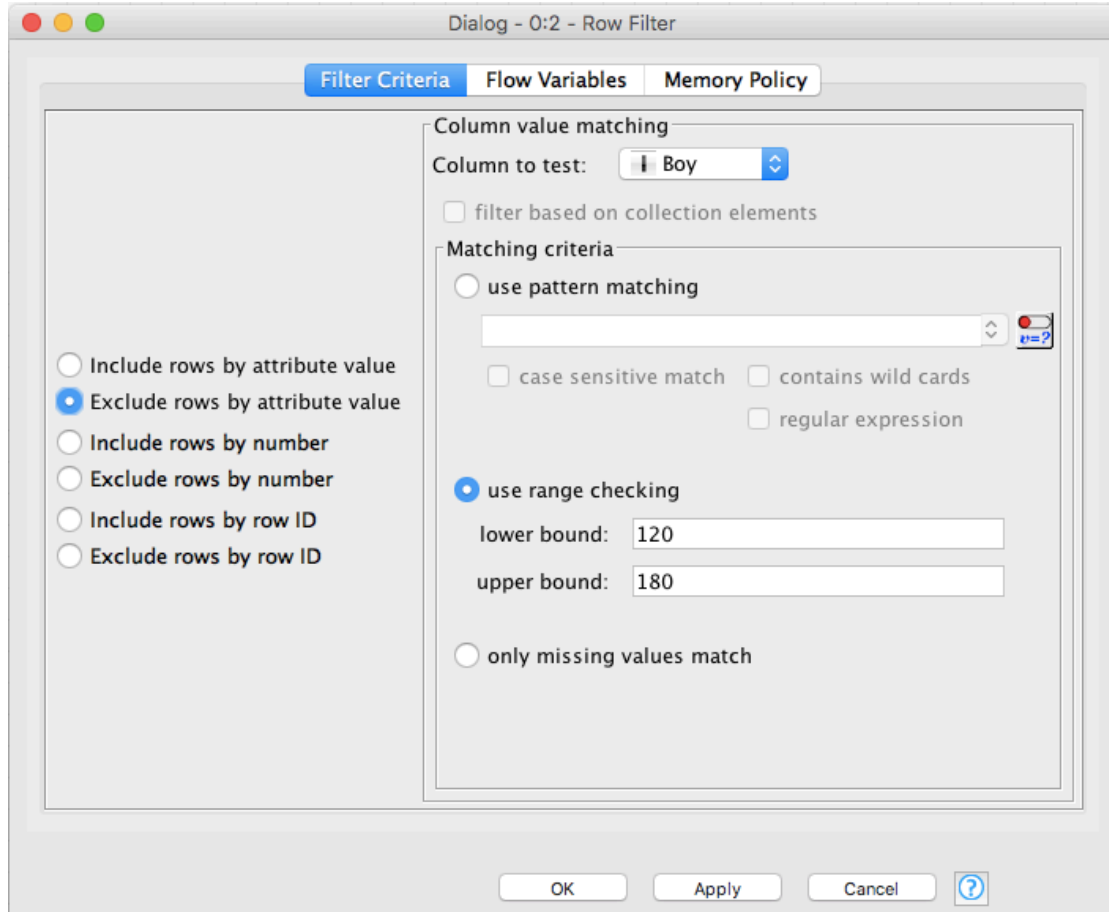 Dialog - 0:2 - Row Filter
Filter Criteria Flow Variables Memory Policy
Include rows by attribute value
Exclude rows by attribute value
Include rows by number
Exclude rows by number
Include rows by row ID
Exclude rows by row ID
Column value matching
Column to test: I Boy
filter based on collection elements
Matching criteria
use pattern matching
v=?
case sensitive match contains wild cards
regular expression
use range checking
lower bound: 120
upper bound: 180
only missing values match
OK Apply Cancel ?